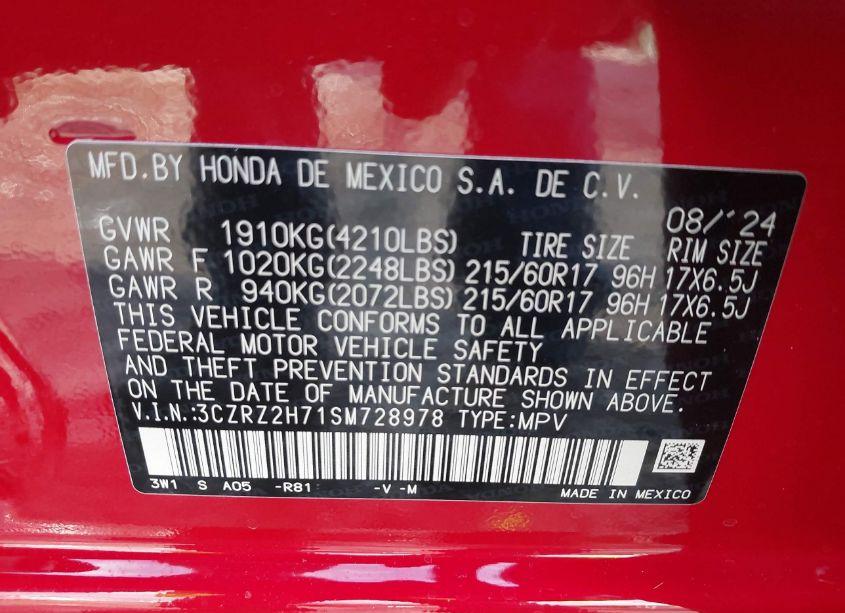 MFD.BY HONDA DE MEXICO S.A. DE C.V.
08/'24
GVWR 1910KG(4210LBS) TIRE SIZE RIM SIZE
GAWR F 1020KG(2248LBS) 215/60R17 96H 17X6.5J
GAWR R 940KG(2072LBS) 215/60R17 96H 17X6.5J
THIS VEHICLE CONFORMS TO ALL APPLICABLE
FEDERAL MOTOR VEHICLE SAFETY
AND THEFT PREVENTION STANDARDS IN EFFECT
ON THE DATE OF MANUFACTURE SHOWN ABOVE.
V.I.N.:3CZRZ2H71SM728978 TYPE:MPV
3W1 S A05 -R81 -V -M
MADE IN MEXICO